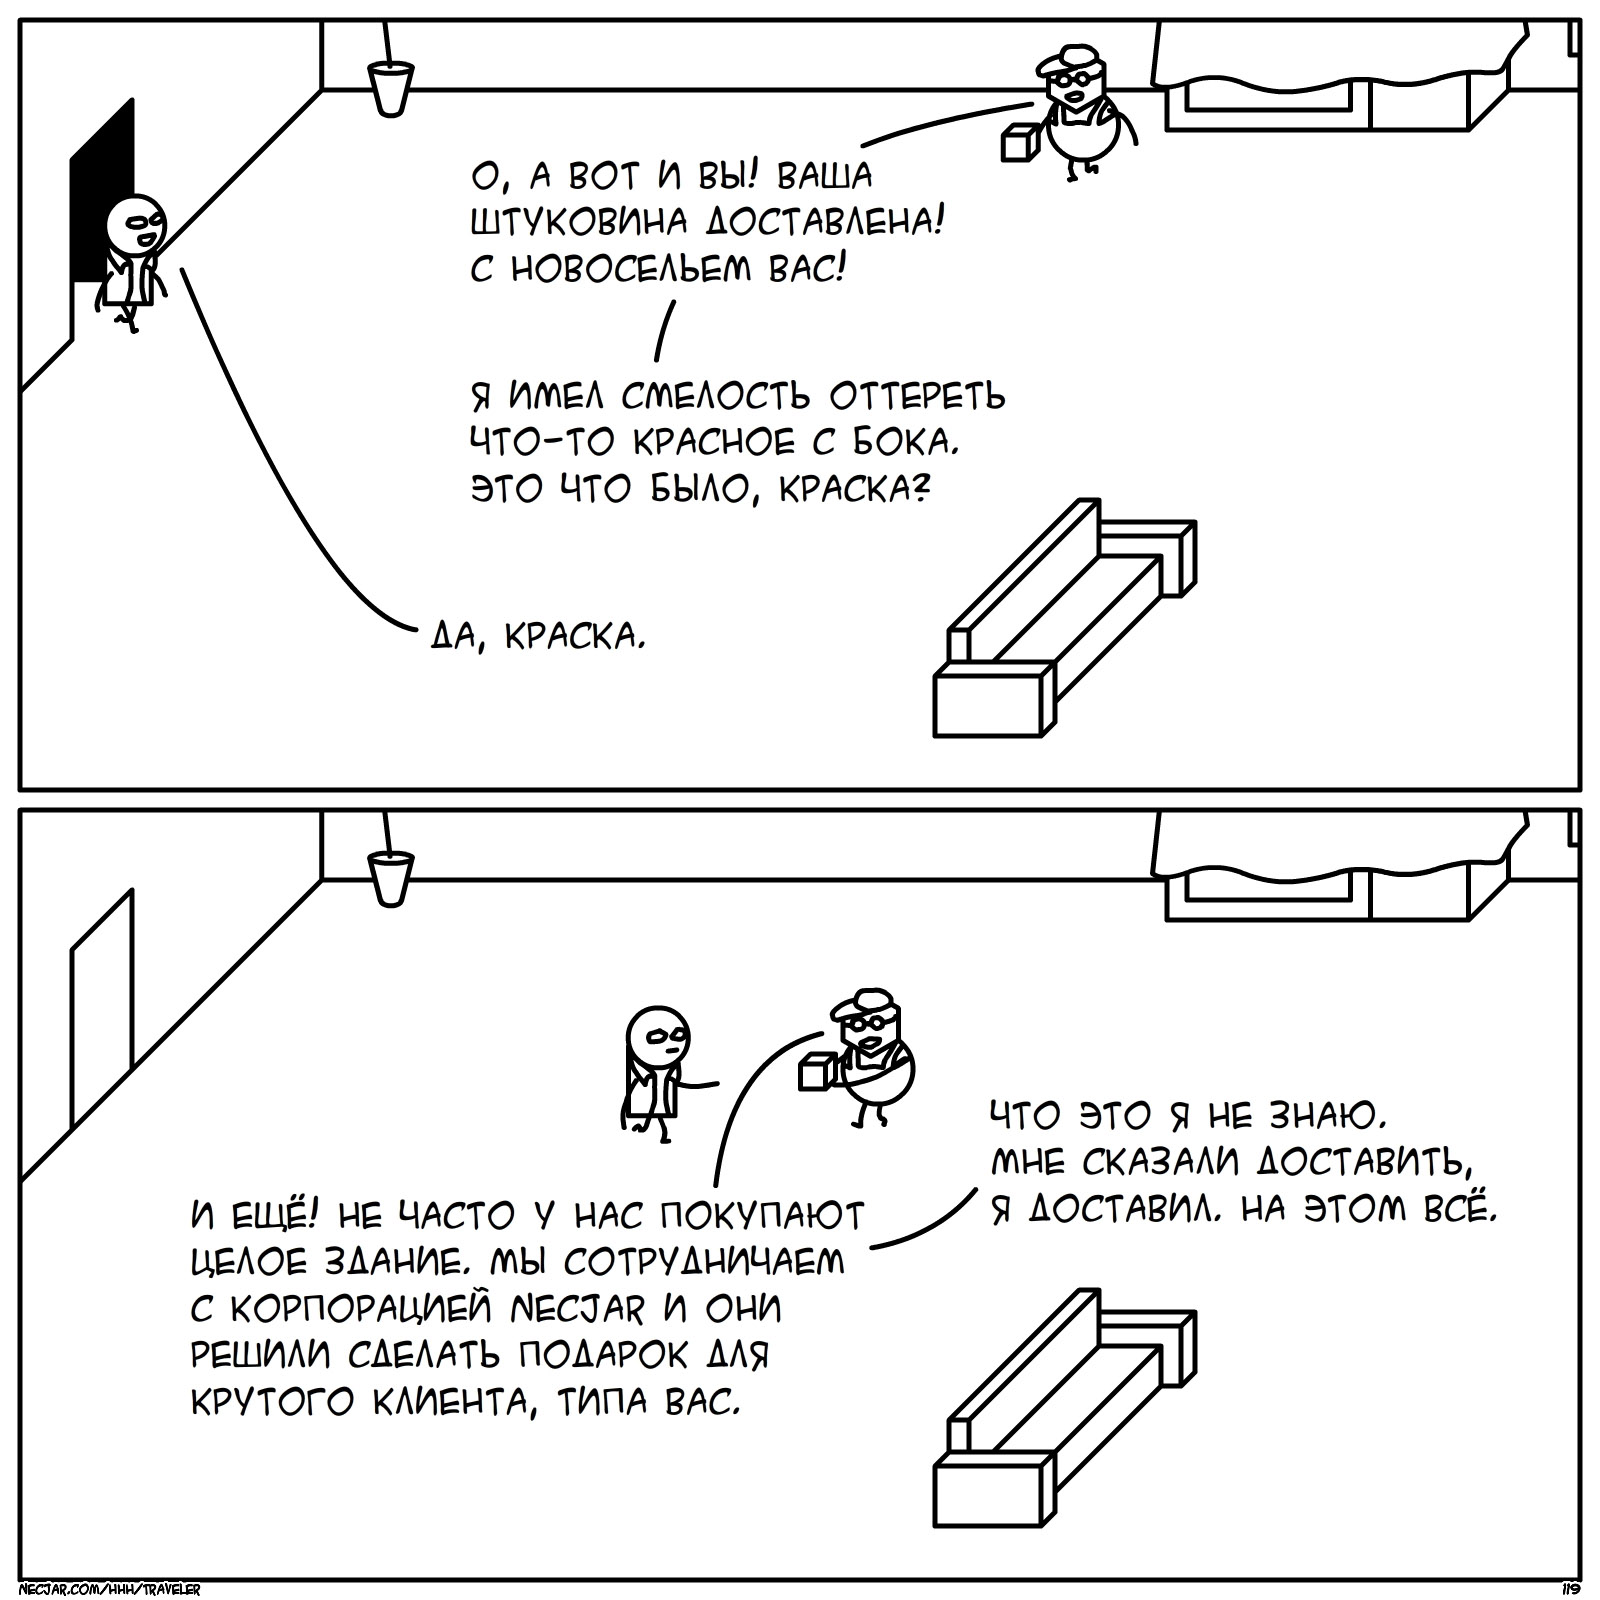 О, А ВОТ И ВЫ! ВАША
ШТУКОВИНА ДОСТАВЛЕНА!
С НОВОСЕЛЬЕМ ВАС!
Я ИМЕЛ СМЕЛОСТЬ ОТТЕРЕТЬ
ЧТО-ТО КРАСНОЕ С БОКА.
ЭТО ЧТО БЫЛО, КРАСКА?
ДА, КРАСКА.
И ЕЩЁ! НЕ ЧАСТО У НАС ПОКУПАЮТ
ЦЕЛОЕ ЗДАНИЕ. МЫ СОТРУДНИЧАЕМ
С КОРПОРАЦИЕЙ NECJAR И ОНИ
РЕШИЛИ СДЕЛАТЬ ПОДАРОК ДЛЯ
КРУТОГО КЛИЕНТА, ТИПА ВАС.
ЧТО ЭТО Я НЕ ЗНАЮ.
МНЕ СКАЗАЛИ ДОСТАВИТЬ,
Я ДОСТАВИЛ. НА ЭТОМ ВСЁ.
NECJAR.COM/HHH/TRAVELER
119